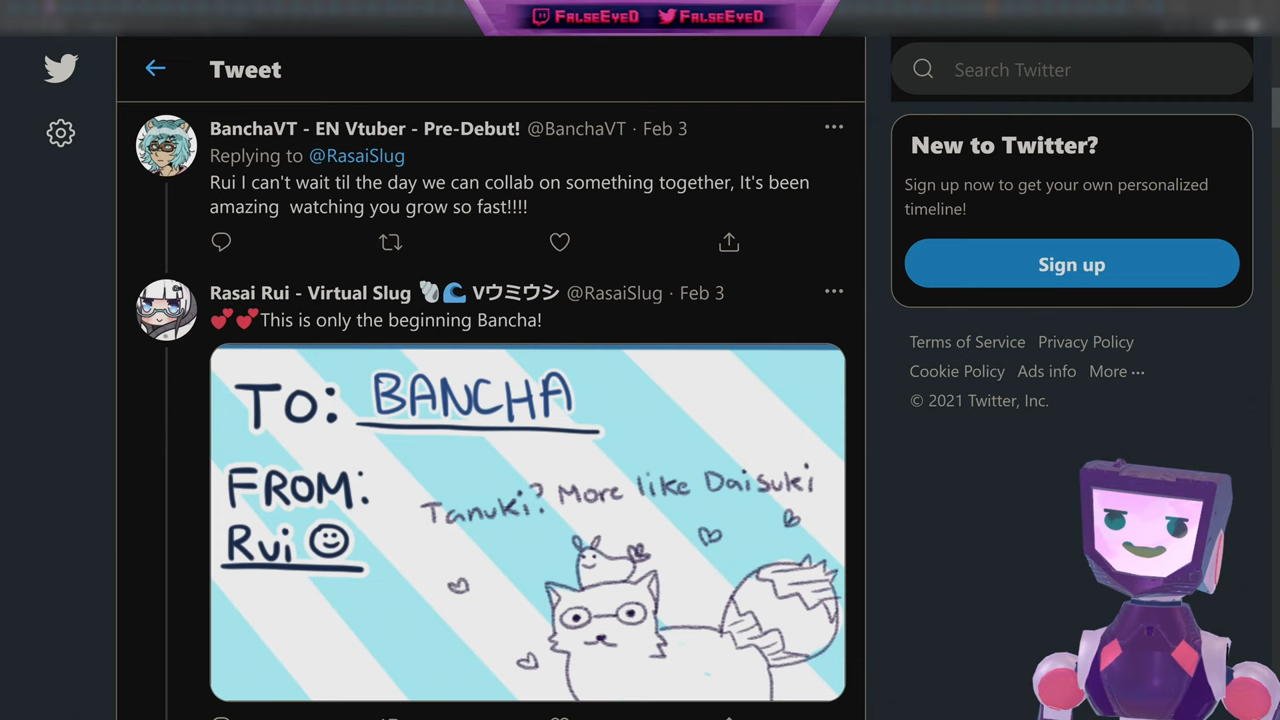 FalseEyeD FalseEyeD
Tweet
Search Twitter
BanchaVT - EN Vtuber - Pre-Debut! @BanchaVT · Feb 3
Replying to @RasaiSlug
Rui I can't wait til the day we can collab on something together, It's been
amazing watching you grow so fast!!!!
Rasai Rui - Virtual Slug 🐚🌊 Vウミウシ @RasaiSlug · Feb 3
💕💕This is only the beginning Bancha!
TO: BANCHA
FROM:
Rui
Tanuki? More like Daisuki
New to Twitter?
Sign up now to get your own personalized
timeline!
Sign up
Terms of Service Privacy Policy
Cookie Policy Ads info More ···
© 2021 Twitter, Inc.